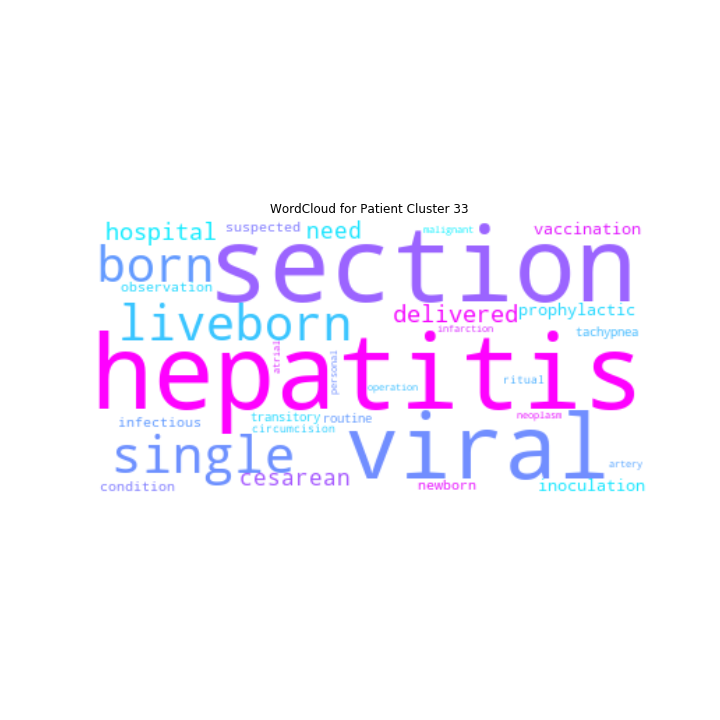 WordCloud for Patient Cluster 33
hospital
suspected
need
malignant
vaccination
born
section
observation
liveborn
delivered
prophylactic
infarction
tachypnea
hepatitis
atrial
personal
operation
ritual
transitory
routine
neoplasm
infectious
circumcision
single
viral
cesarean
artery
condition
newborn
inoculation